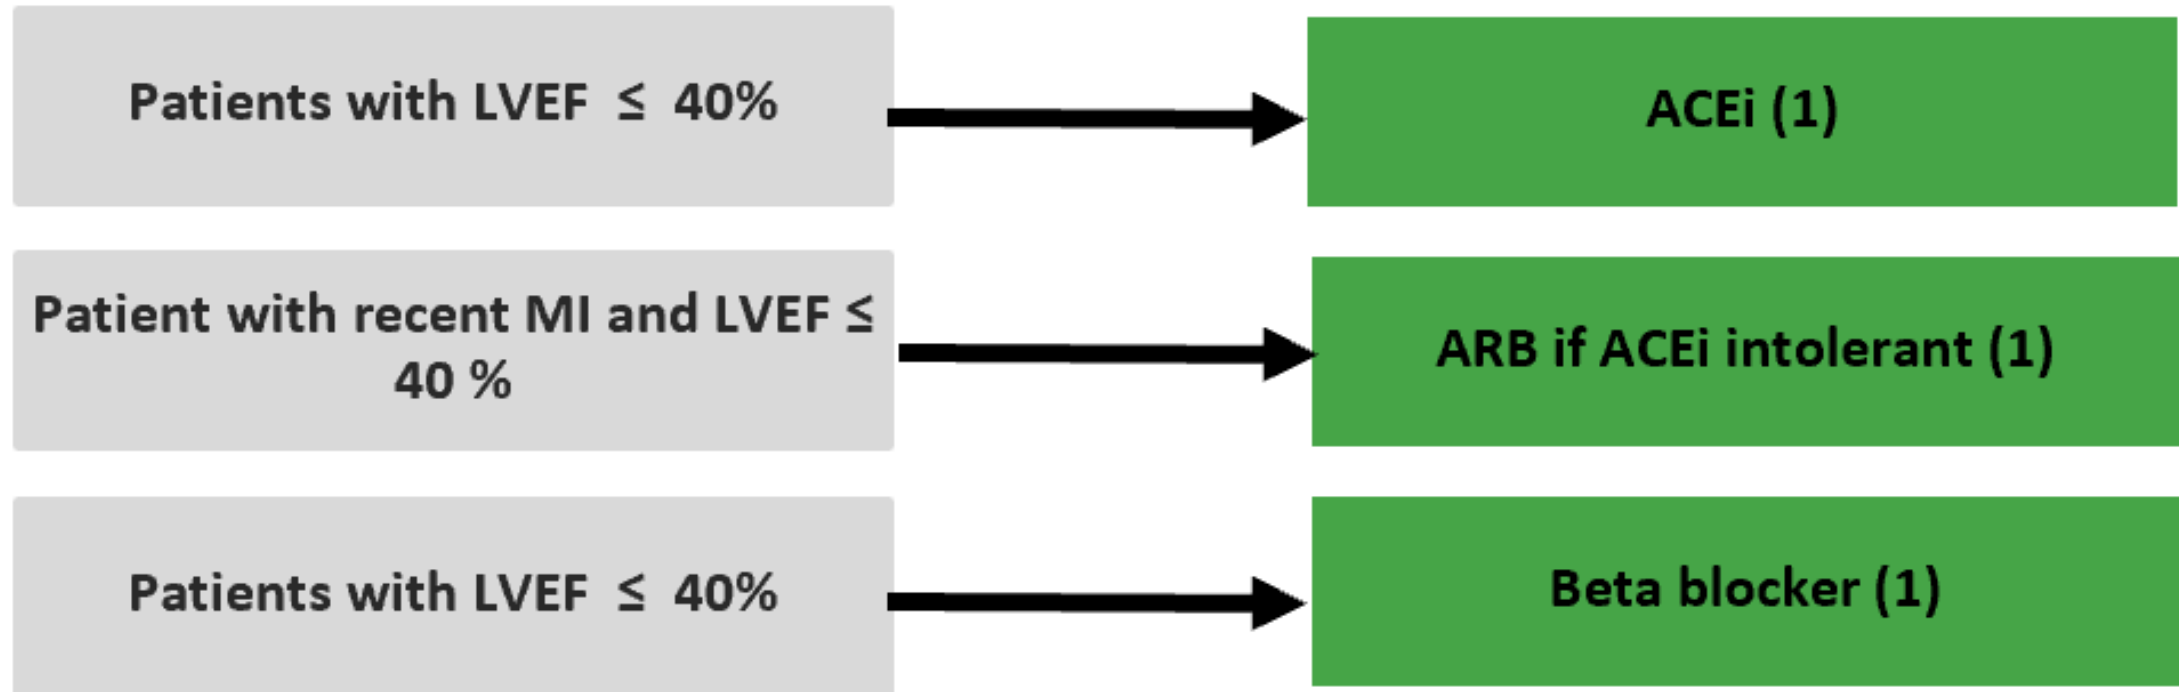 Patients with LVEF ≤ 40%
ACEi (1)
Patient with recent MI and LVEF ≤
40 %
ARB if ACEi intolerant (1)
Patients with LVEF ≤ 40%
Beta blocker (1)